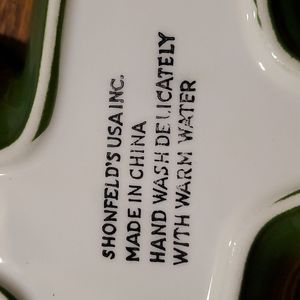 SHONFELD'S USA INC.
MADE IN CHINA
HAND WASH DELICATELY
WITH WARM WATER